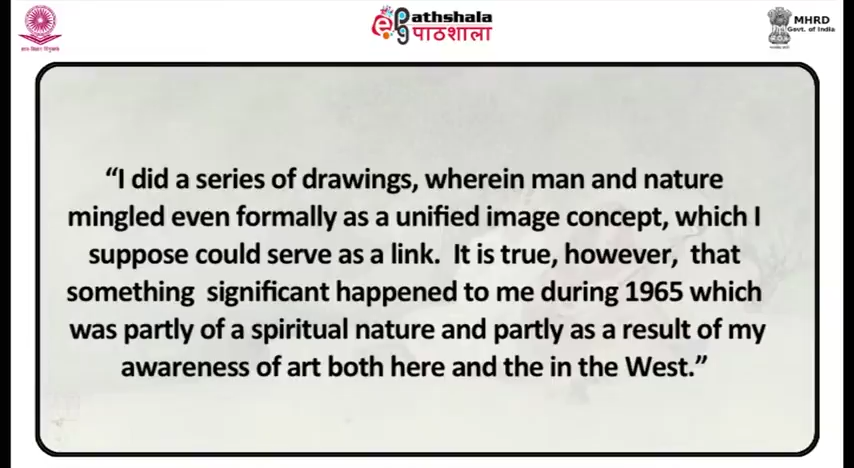 Pathshala
पाठशाला
MHRD
Govt. of India
“I did a series of drawings, wherein man and nature
mingled even formally as a unified image concept, which I
suppose could serve as a link. It is true, however, that
something significant happened to me during 1965 which
was partly of a spiritual nature and partly as a result of my
awareness of art both here and the in the West.”